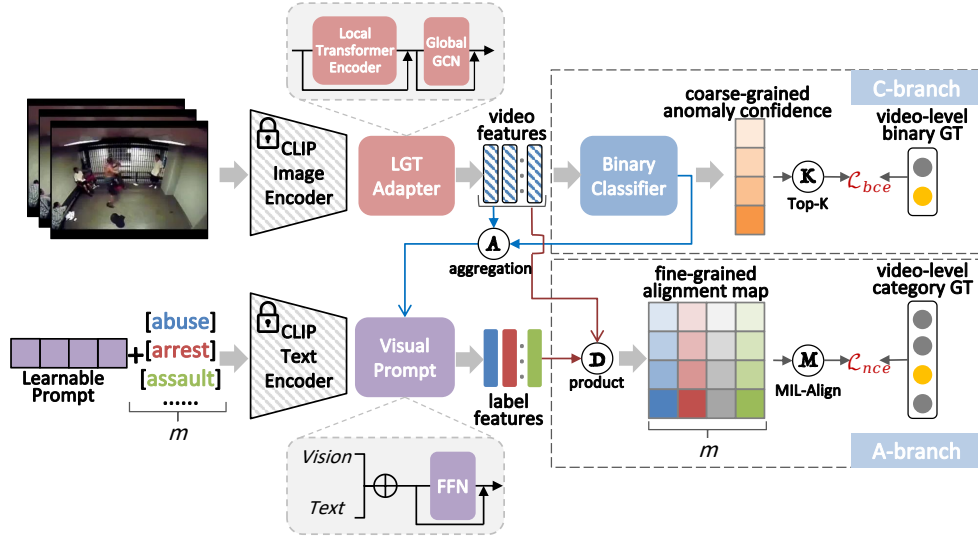 Local
Transformer
Encoder
Global
GCN
CLIP
Image
Encoder
LGT
Adapter
video
features
Binary
Classifier
C-branch
coarse-grained
anomaly confidence
video-level
binary GT
K
Top-K
ℒbce
A
aggregation
[abuse]
[arrest]
[assault]
......
+
Learnable
Prompt
m
CLIP
Text
Encoder
Visual
Prompt
label
features
D
product
fine-grained
alignment map
video-level
category GT
M
MIL-Align
ℒnce
m
A-branch
Vision
Text
FFN